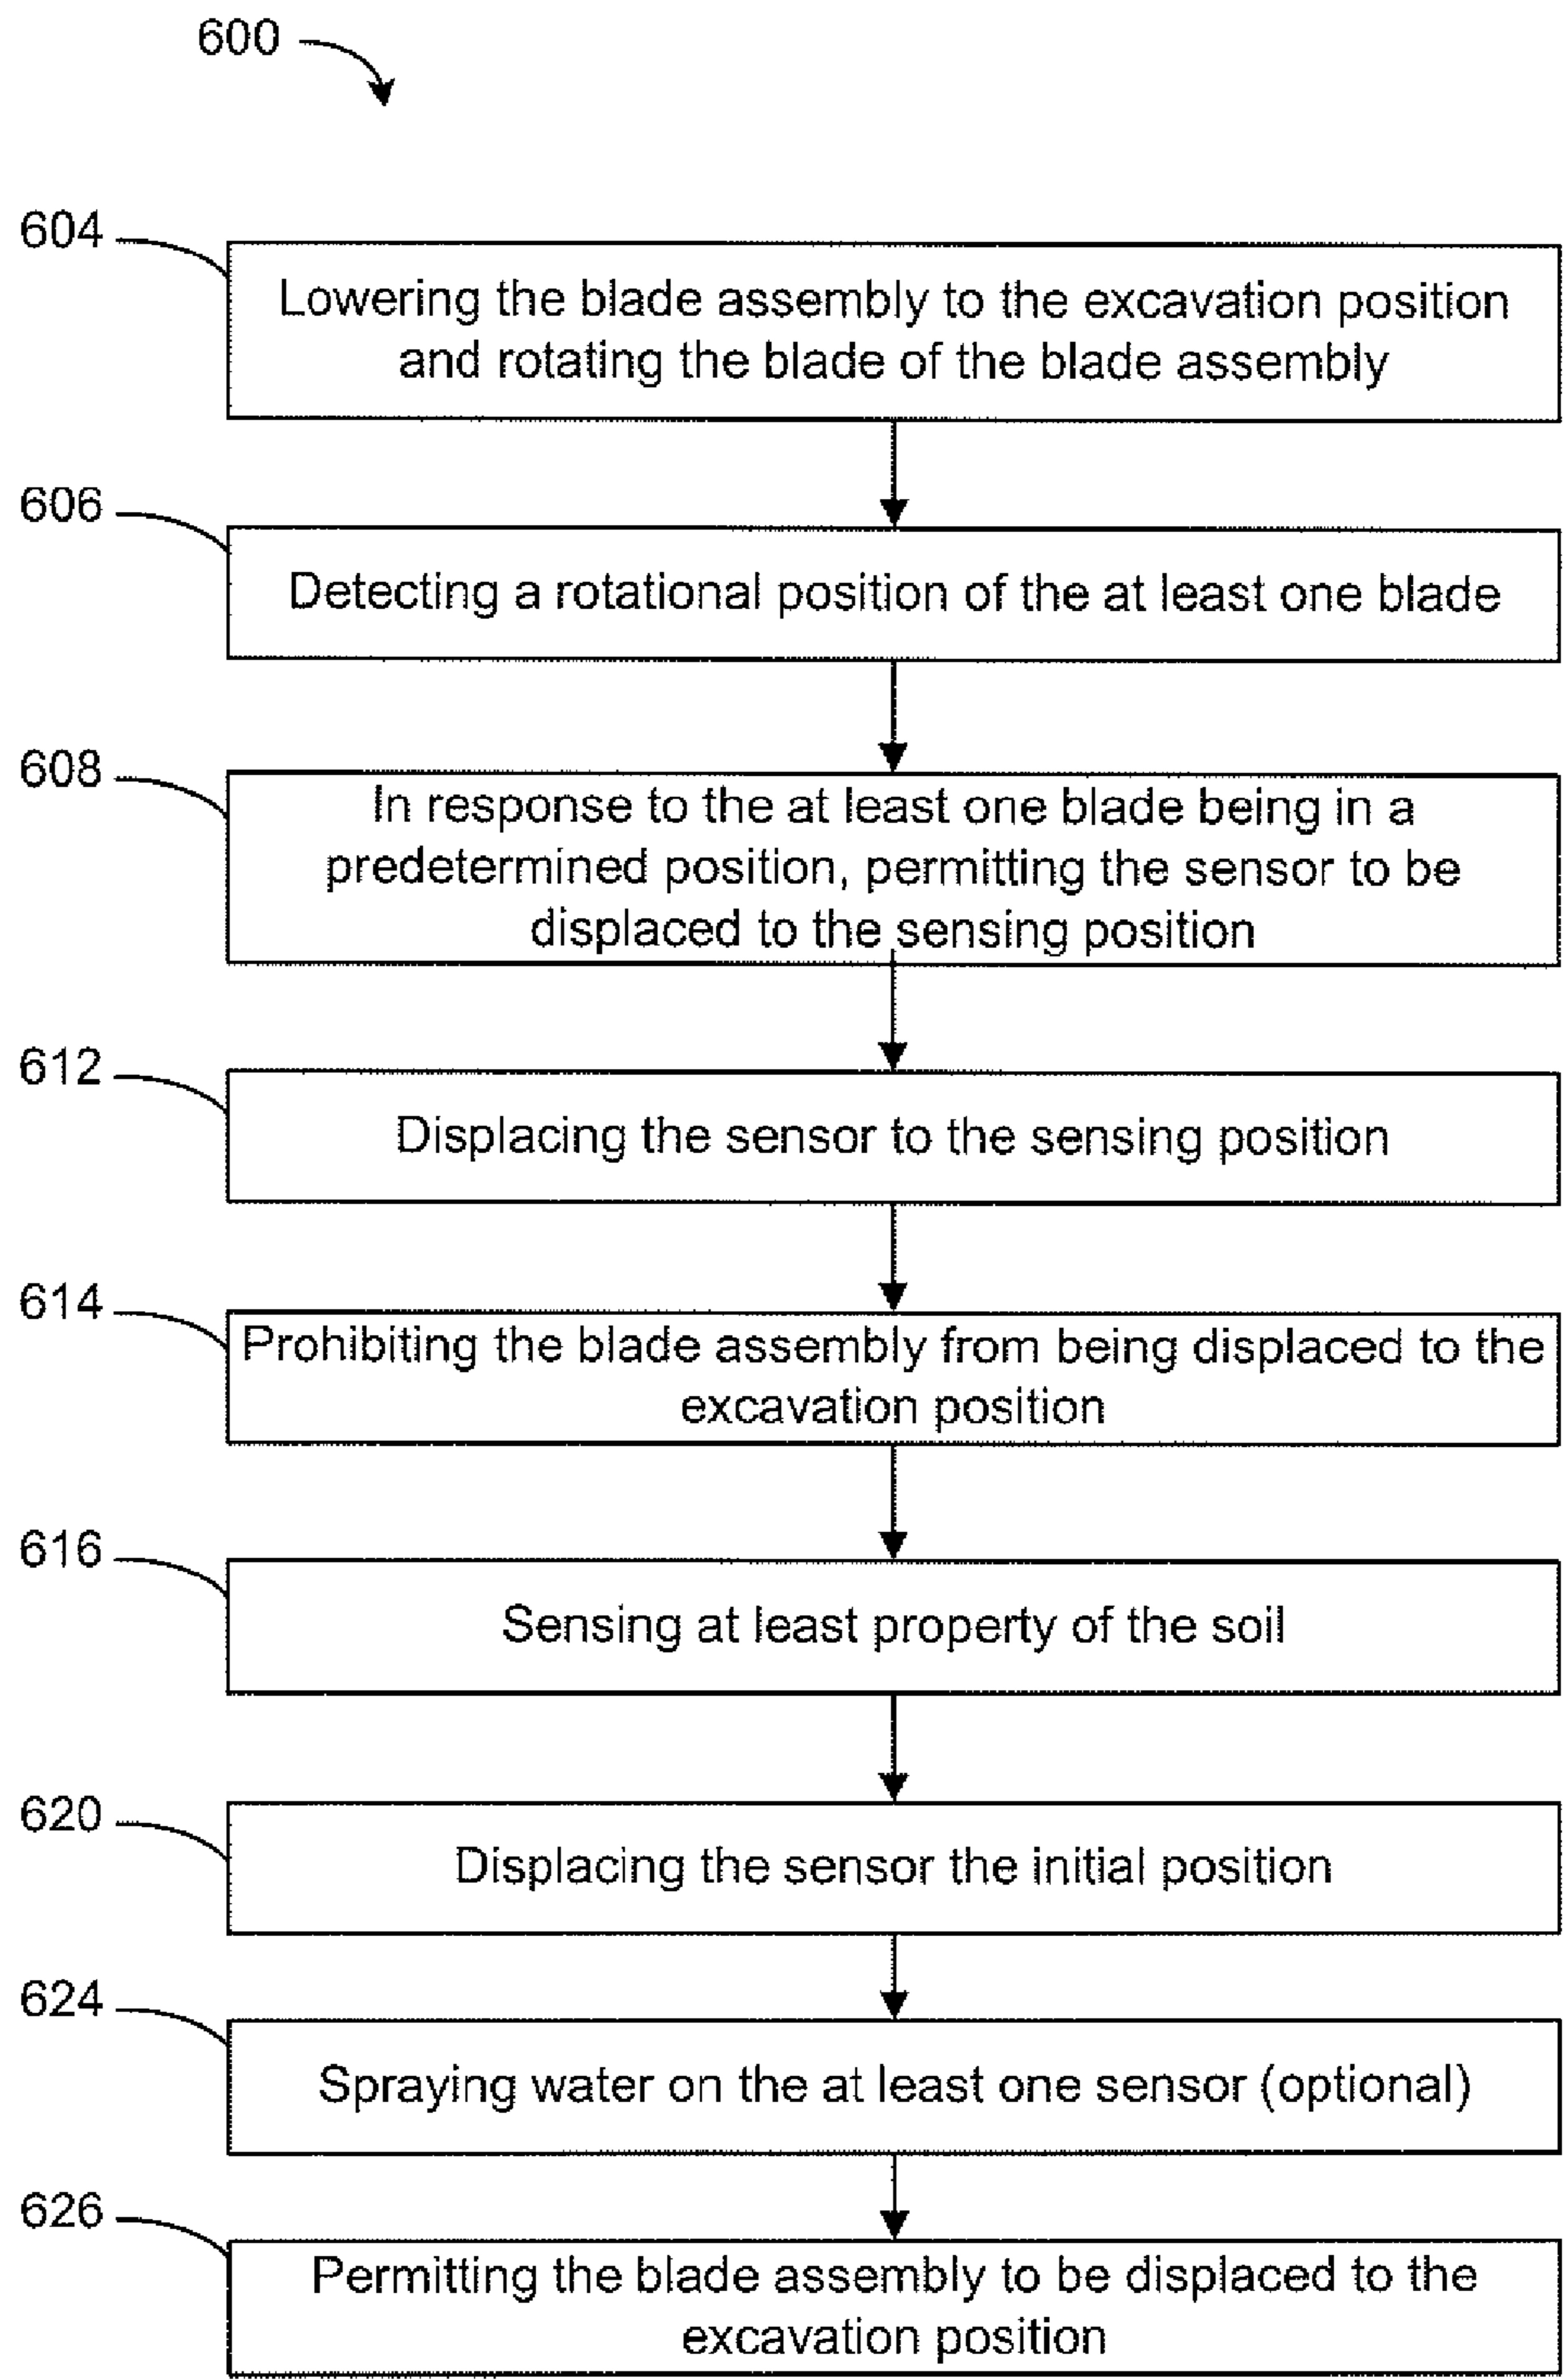 600
604
Lowering the blade assembly to the excavation position
and rotating the blade of the blade assembly
606
Detecting a rotational position of the at least one blade
608
In response to the at least one blade being in a
predetermined position, permitting the sensor to be
displaced to the sensing position
612
Displacing the sensor to the sensing position
614
Prohibiting the blade assembly from being displaced to the
excavation position
616
Sensing at least property of the soil
620
Displacing the sensor the initial position
624
Spraying water on the at least one sensor (optional)
626
Permitting the blade assembly to be displaced to the
excavation position